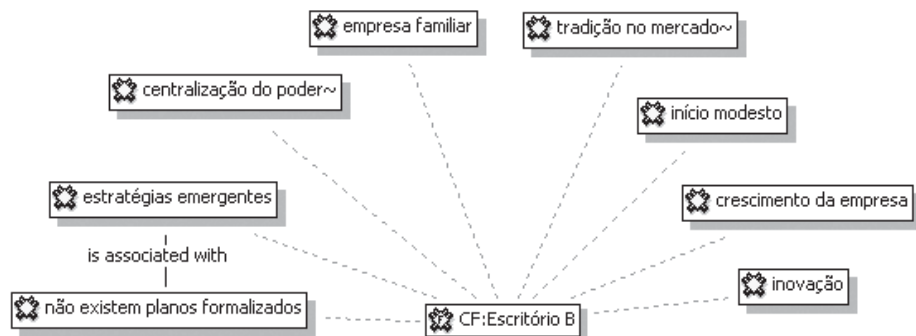 empresa familiar
tradição no mercado~
centralização do poder~
início modesto
estratégias emergentes
crescimento da empresa
is associated with
inovação
não existem planos formalizados
CF:Escritório B